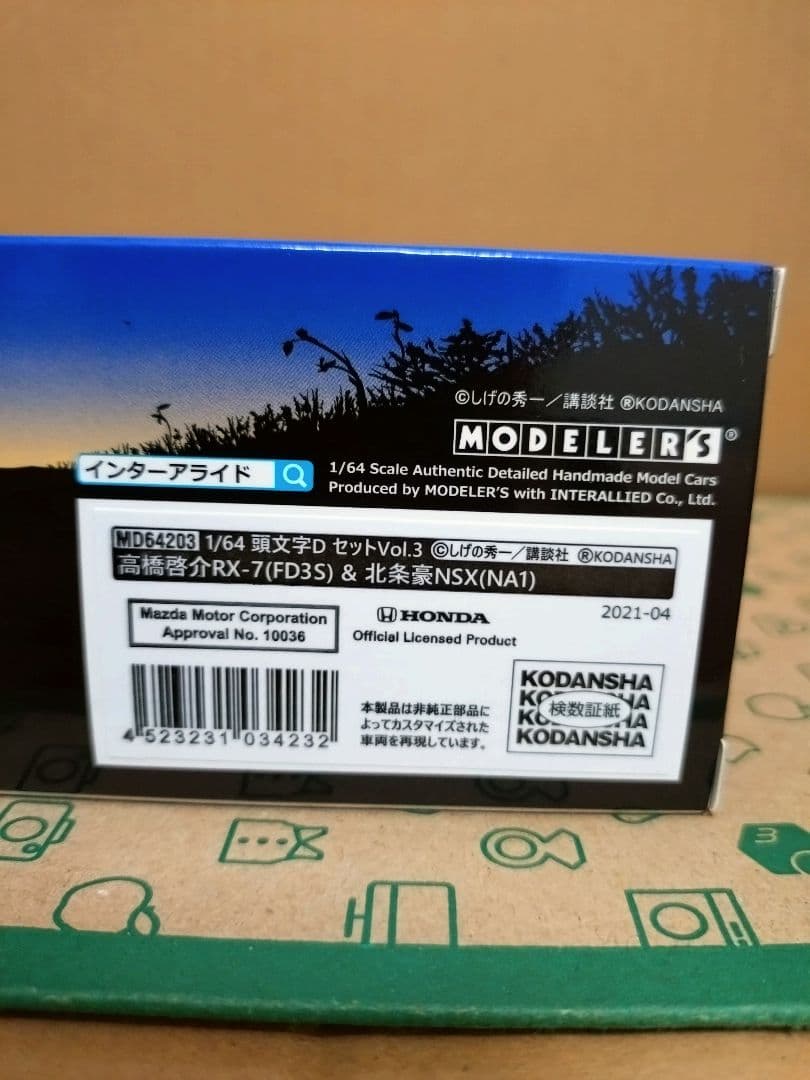 ©しげの秀一／講談社 ®KODANSHA
MODELER'S®
インターアライド
1/64 Scale Authentic Detailed Handmade Model Cars
Produced by MODELER'S with INTERALLIED Co., Ltd.
MD64203 1/64 頭文字D セットVol.3 ©しげの秀一／講談社 ®KODANSHA
高橋啓介RX-7(FD3S) & 北条豪NSX(NA1)
2021-04
Mazda Motor Corporation
Approval No. 10036
HONDA
Official Licensed Product
4 523231 034232
本製品は非純正部品に
よってカスタマイズされた
車両を再現しています。
KODANSHA
検数証紙
KODANSHA
3